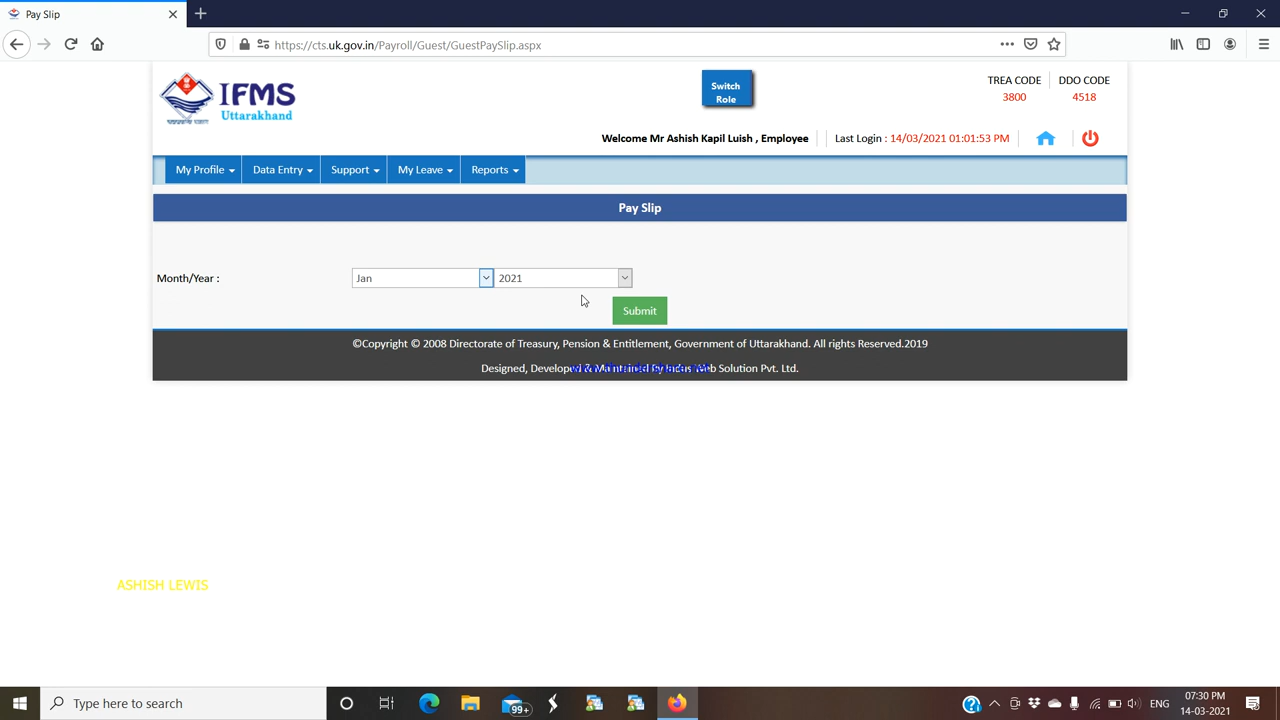 Pay Slip
https://cts.uk.gov.in/Payroll/Guest/GuestPaySlip.aspx
IFMS
Uttarakhand
Switch
Role
TREA CODE
DDO CODE
3800
4518
Welcome Mr Ashish Kapil Luish , Employee
Last Login : 14/03/2021 01:01:53 PM
My Profile
Data Entry
Support
My Leave
Reports
Pay Slip
Month/Year :
Jan
2021
Submit
©Copyright © 2008 Directorate of Treasury, Pension & Entitlement, Government of Uttarakhand. All rights Reserved.2019
Designed, Developed & by Solution Pvt. Ltd.
ASHISH LEWIS
Type here to search
99+
ENG
07:30 PM
14-03-2021